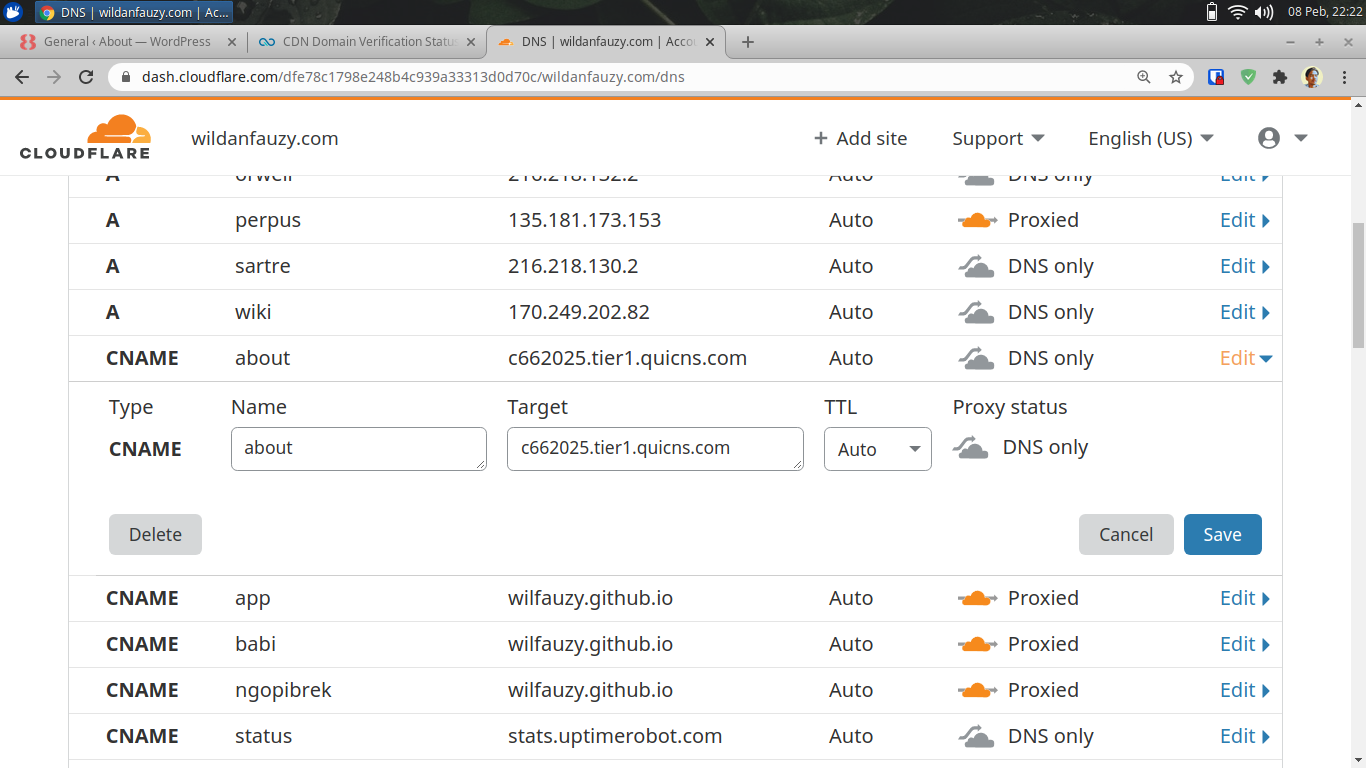 DNS | wildanfauzy.com | Ac...
08 Peb, 22:22
General ‹ About — WordPress
CDN Domain Verification Status
DNS | wildanfauzy.com | Accou
dash.cloudflare.com/dfe78c1798e248b4c939a33313d0d70c/wildanfauzy.com/dns
CLOUDFLARE
wildanfauzy.com
+ Add site
Support
English (US)
A orwell 216.218.132.2 Auto DNS only Edit
A perpus 135.181.173.153 Auto Proxied Edit
A sartre 216.218.130.2 Auto DNS only Edit
A wiki 170.249.202.82 Auto DNS only Edit
CNAME about c662025.tier1.quicns.com Auto DNS only Edit
Type Name Target TTL Proxy status
CNAME about c662025.tier1.quicns.com Auto DNS only
Delete Cancel Save
CNAME app wilfauzy.github.io Auto Proxied Edit
CNAME babi wilfauzy.github.io Auto Proxied Edit
CNAME ngopibrek wilfauzy.github.io Auto Proxied Edit
CNAME status stats.uptimerobot.com Auto DNS only Edit